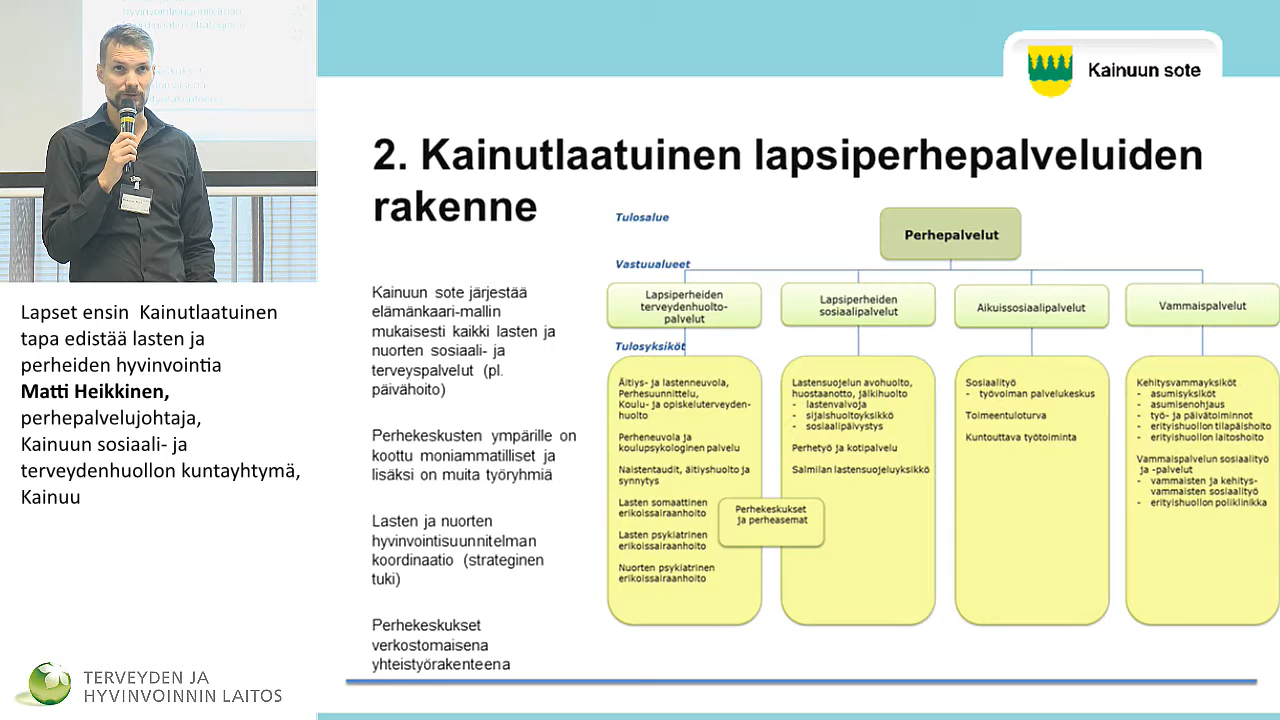 Kainuun sote
2. Kainutlaatuinen lapsiperhepalveluiden
rakenne
Kainuun sote järjestää
elämänkaari-mallin
mukaisesti kaikki lasten ja
nuorten sosiaali- ja
terveyspalvelut (pl.
päivähoito)
Perhekeskusten ympärille on
koottu moniammatilliset ja
lisäksi on muita työryhmiä
Lasten ja nuorten
hyvinvointisuunnitelman
koordinaatio (strateginen
tuki)
Perhekeskukset
verkostomaisena
yhteistyörakenteena
Tulosalue
Perhepalvelut
Vastuualueet
Lapsiperheiden
terveydenhuolto-
palvelut
Lapsiperheiden
sosiaalipalvelut
Aikuissosiaalipalvelut
Vammaispalvelut
Tulosyksiköt
Äitiys- ja lastenneuvola,
Perhesuunnittelu,
Koulu- ja opiskeluterveyden-
huolto
Perheneuvola ja
koulupsykologinen palvelu
Naistentaudit, äitiyshuolto ja
synnytys
Lasten somaattinen
erikoissairaanhoito
Lasten psykiatrinen
erikoissairaanhoito
Nuorten psykiatrinen
erikoissairaanhoito
Perhekeskukset
ja perheasemat
Lastensuojelun avohuolto,
huostaanotto, jälkihuolto
- lastenvalvoja
- sijaishuoltoyksikkö
- sosiaalipäivystys
Perhetyö ja kotipalvelu
Salmilan lastensuojeluyksikkö
Sosiaalityö
- työvoiman palvelukeskus
Toimeentuloturva
Kuntouttava työtoiminta
Kehitysvammayksiköt
- asumisyksiköt
- asumisenohjaus
- työ- ja päivätoiminnot
- erityishuollon tilapäishoito
- erityishuollon laitoshoito
Vammaispalvelun sosiaalityö
ja -palvelut
- vammaisten ja kehitys-
vammaisten sosiaalityö
- erityishuollon poliklinikka
Lapset ensin Kainutlaatuinen
tapa edistää lasten ja
perheiden hyvinvointia
Matti Heikkinen,
perhepalvelujohtaja,
Kainuun sosiaali- ja
terveydenhuollon kuntayhtymä,
Kainuu
TERVEYDEN JA
HYVINVOINNIN LAITOS